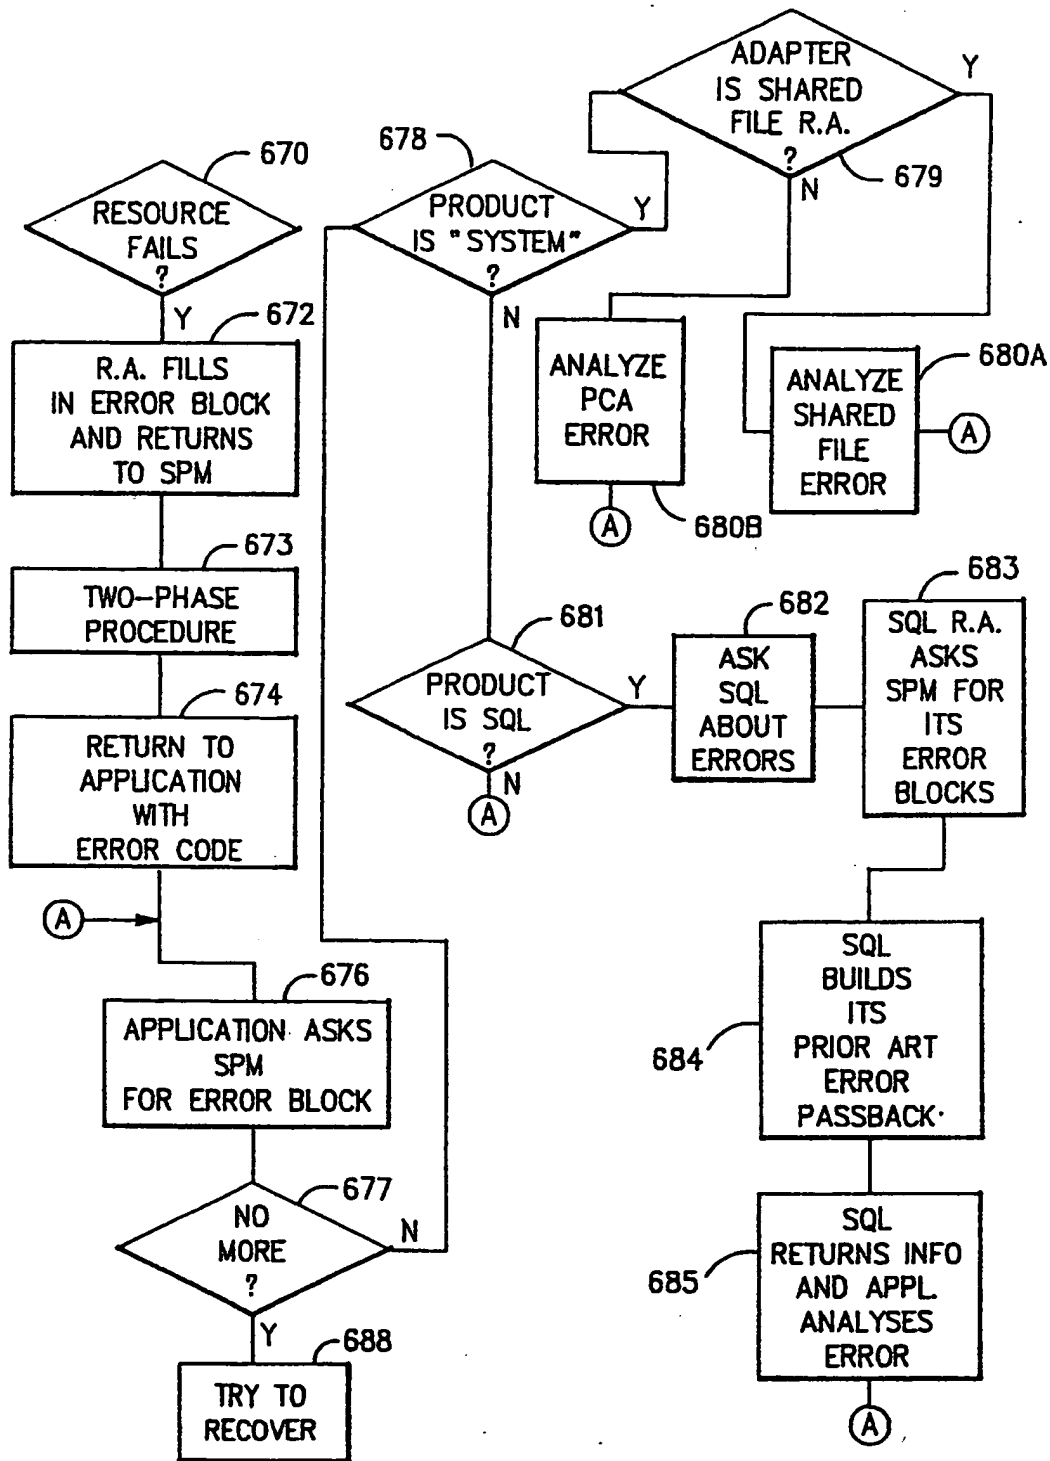 670
RESOURCE
FAILS
?
Y
672
R.A. FILLS
IN ERROR BLOCK
AND RETURNS
TO SPM
673
TWO-PHASE
PROCEDURE
674
RETURN TO
APPLICATION
WITH
ERROR CODE
A
676
APPLICATION ASKS
SPM
FOR ERROR BLOCK
677
NO
MORE
?
N
Y
688
TRY TO
RECOVER
678
PRODUCT
IS "SYSTEM"
?
Y
N
ADAPTER
IS SHARED
FILE R.A.
?
Y
N
679
ANALYZE
PCA
ERROR
680B
A
680A
ANALYZE
SHARED
FILE
ERROR
A
681
PRODUCT
IS SQL
?
Y
N
A
682
ASK
SQL
ABOUT
ERRORS
683
SQL R.A.
ASKS
SPM FOR
ITS
ERROR
BLOCKS
684
SQL
BUILDS
ITS
PRIOR ART
ERROR
PASSBACK
685
SQL
RETURNS INFO
AND APPL.
ANALYSES
ERROR
A